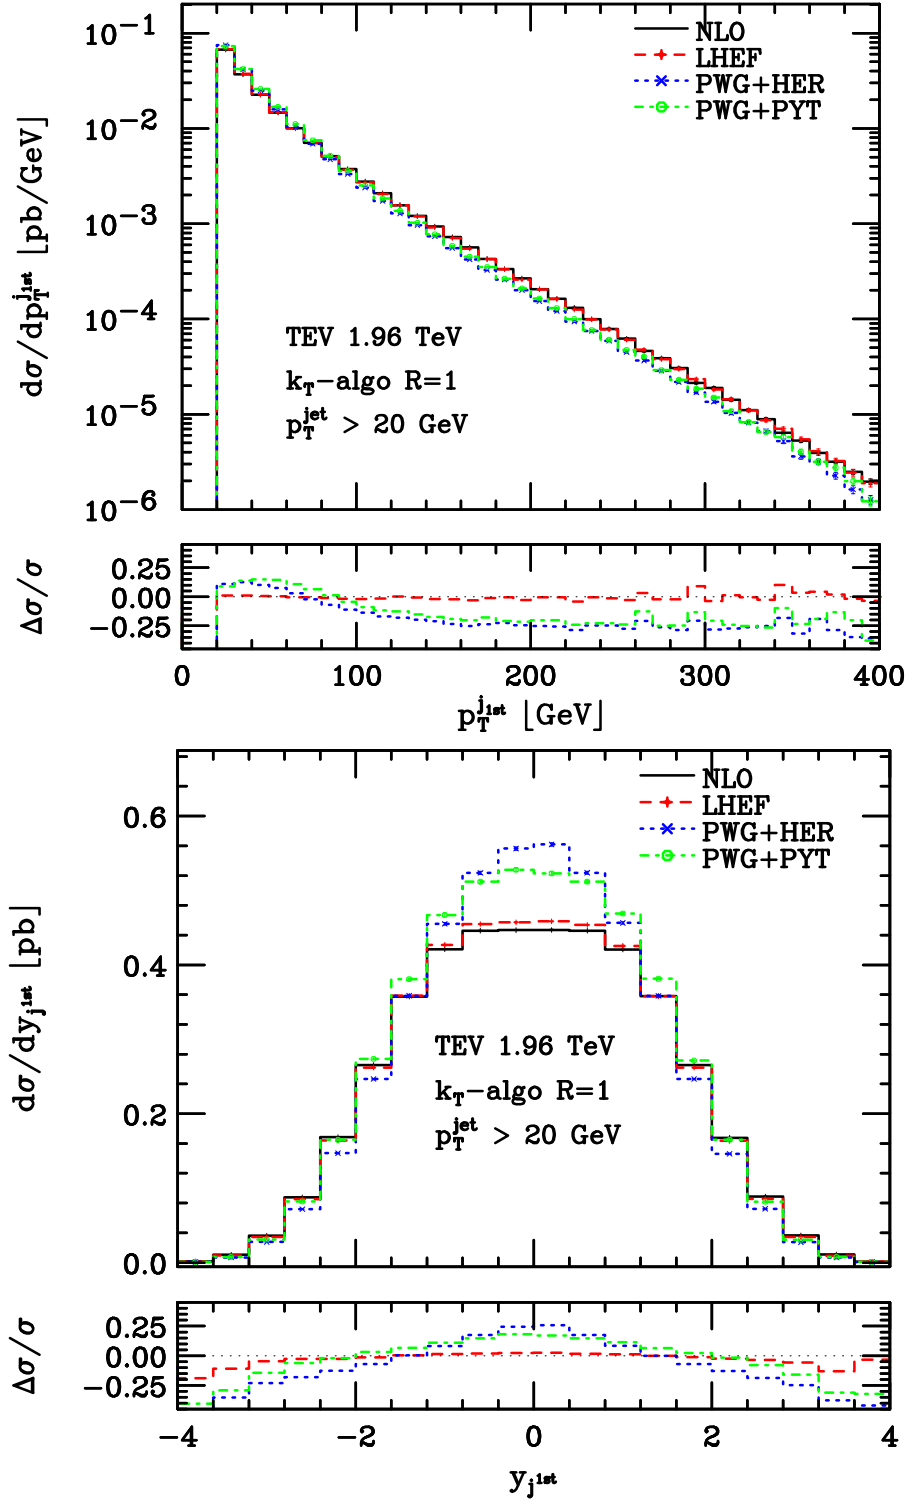 10^-1
10^-2
10^-3
10^-4
10^-5
10^-6
dσ/dp_T^{j_1st} ⌊pb/GeV⌋
NLO
LHEF
PWG+HER
PWG+PYT
TEV 1.96 TeV
k_T-algo R=1
p_T^jet > 20 GeV
Δσ/σ
0.25
0.00
-0.25
0 100 200 300 400
p_T^{j_1st} ⌊GeV⌋
NLO
LHEF
PWG+HER
PWG+PYT
0.6
0.4
0.2
0.0
dσ/dy_{j^1st} ⌊pb⌋
TEV 1.96 TeV
k_T-algo R=1
p_T^jet > 20 GeV
Δσ/σ
0.25
0.00
-0.25
-4 -2 0 2 4
y_{j^1st}